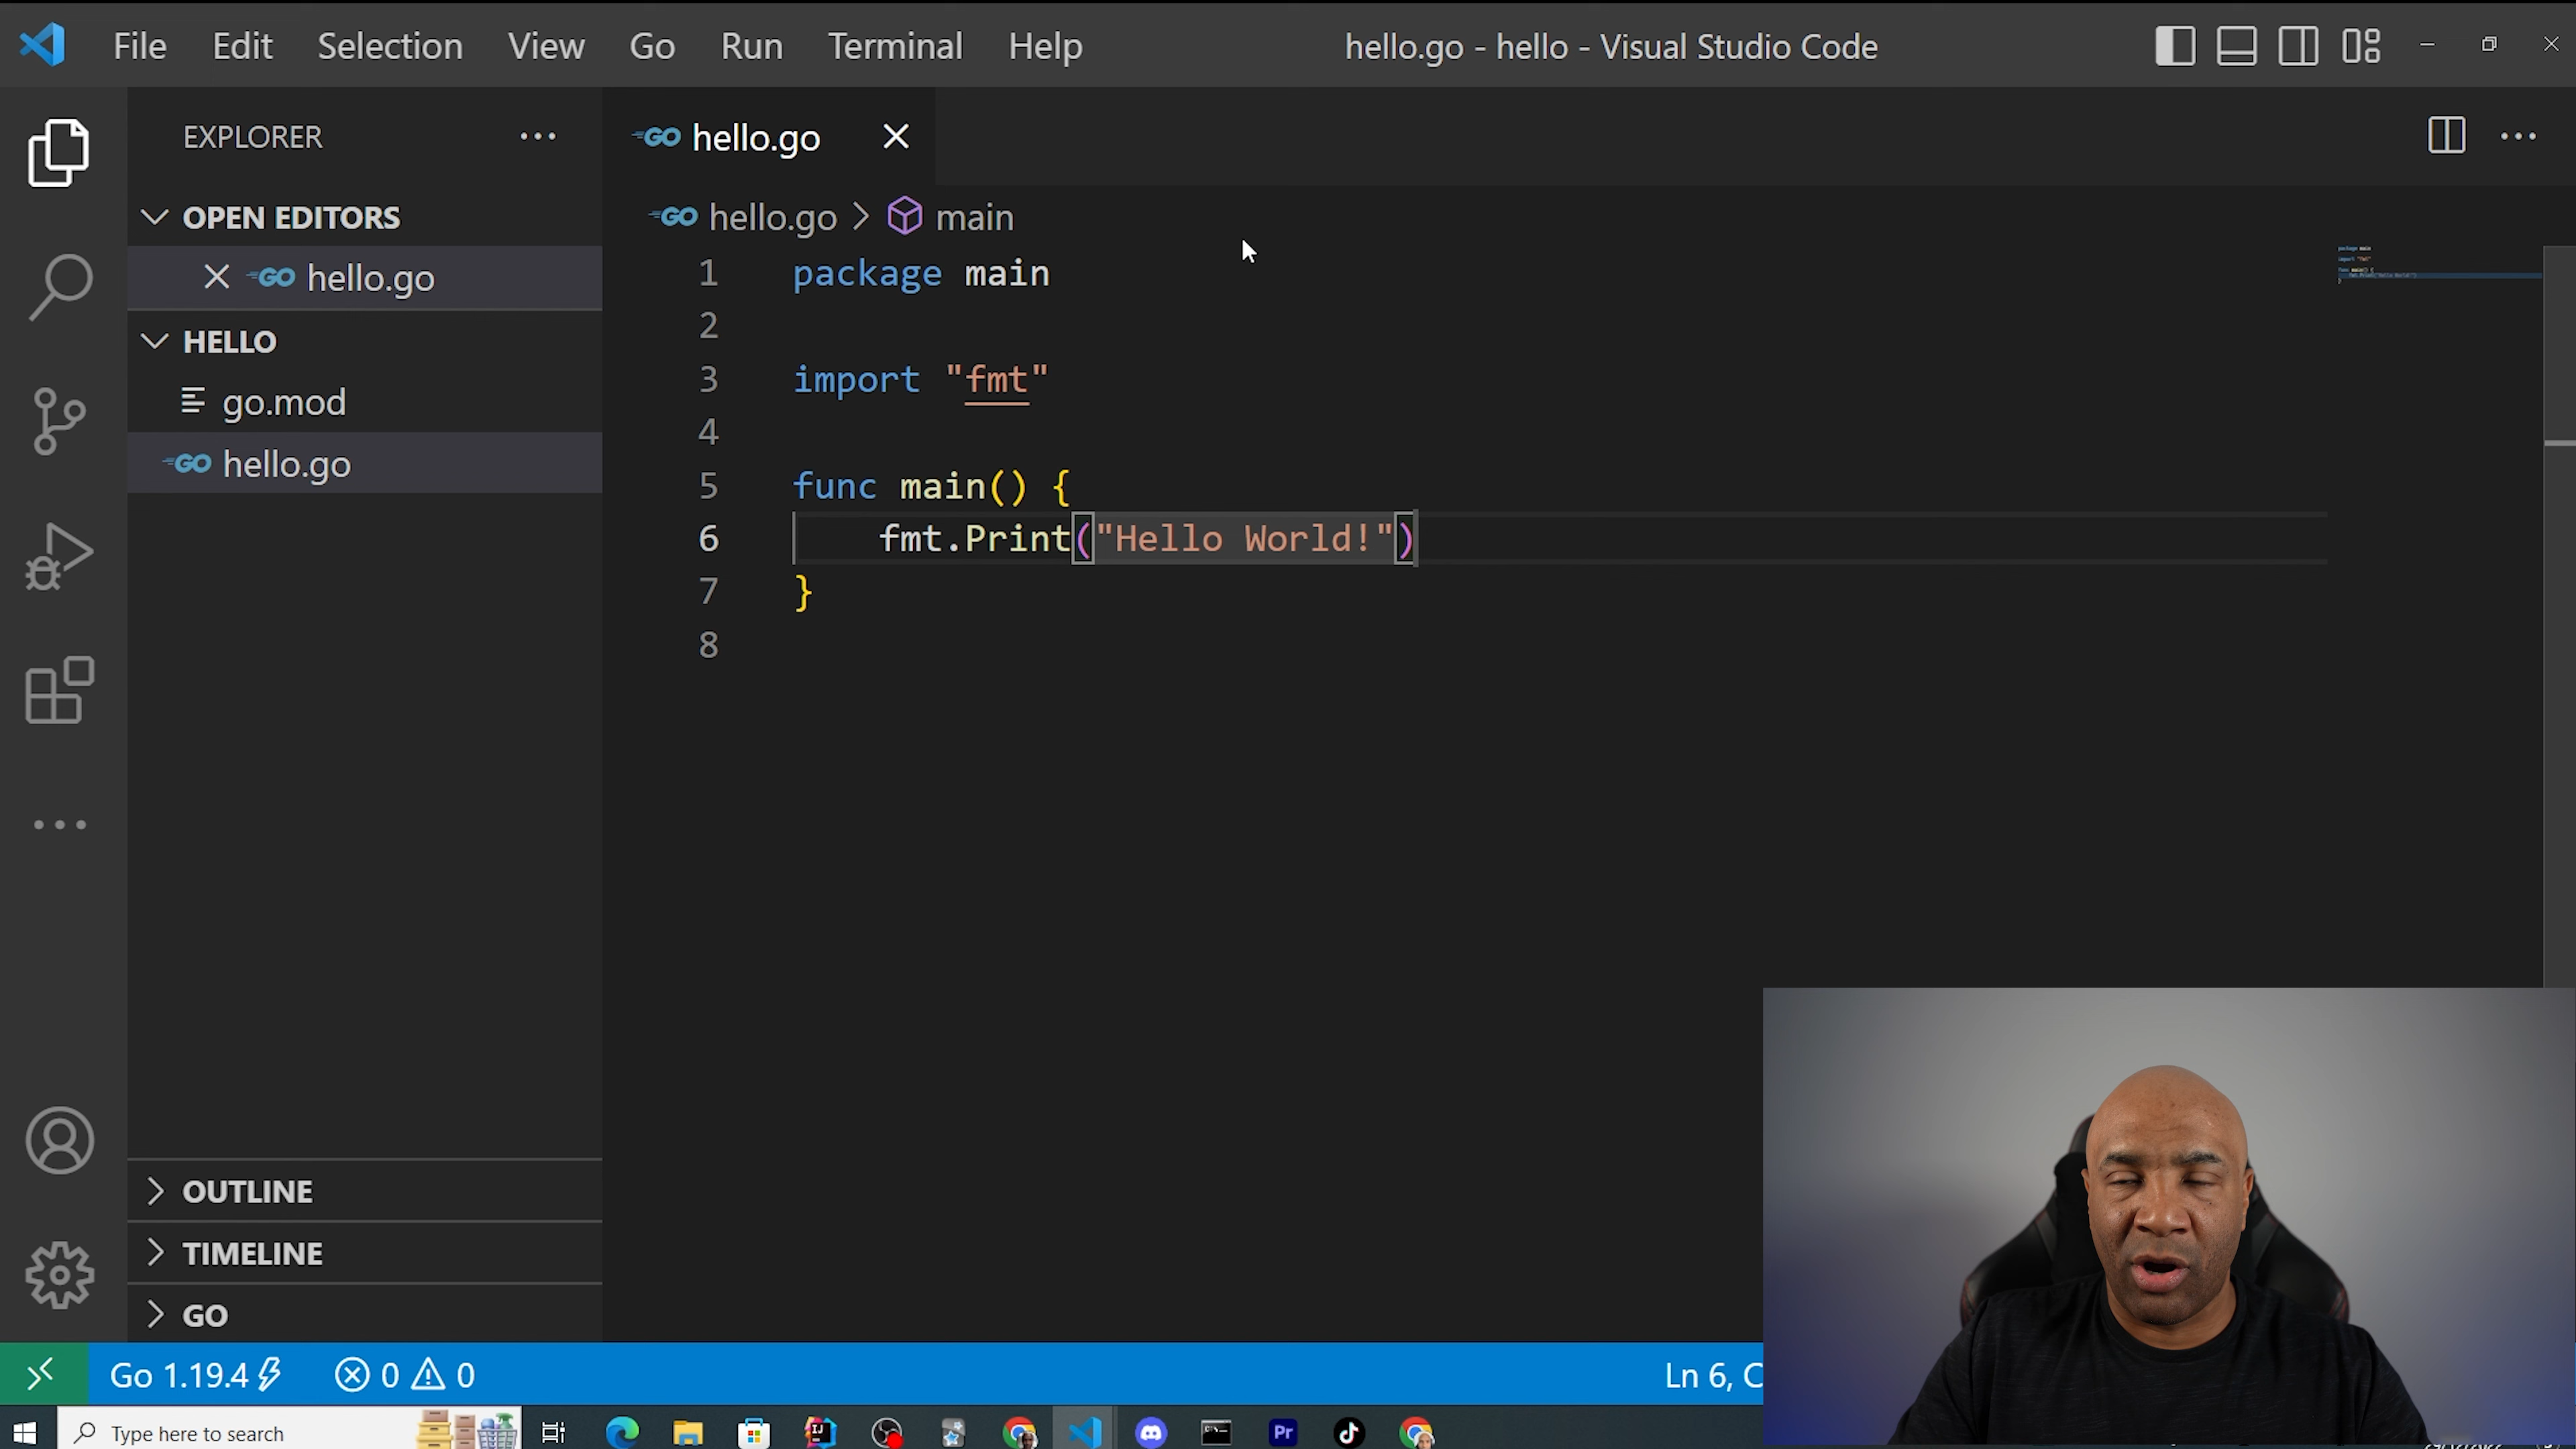 File Edit Selection View Go Run Terminal Help hello.go - hello - Visual Studio Code
EXPLORER
OPEN EDITORS
hello.go
HELLO
go.mod
hello.go
OUTLINE
TIMELINE
GO
GO hello.go
GO hello.go > main
1 package main
2
3 import "fmt"
4
5 func main() {
6 fmt.Print("Hello World!")
7 }
8
Go 1.19.4 0 0 Ln 6, C
Type here to search